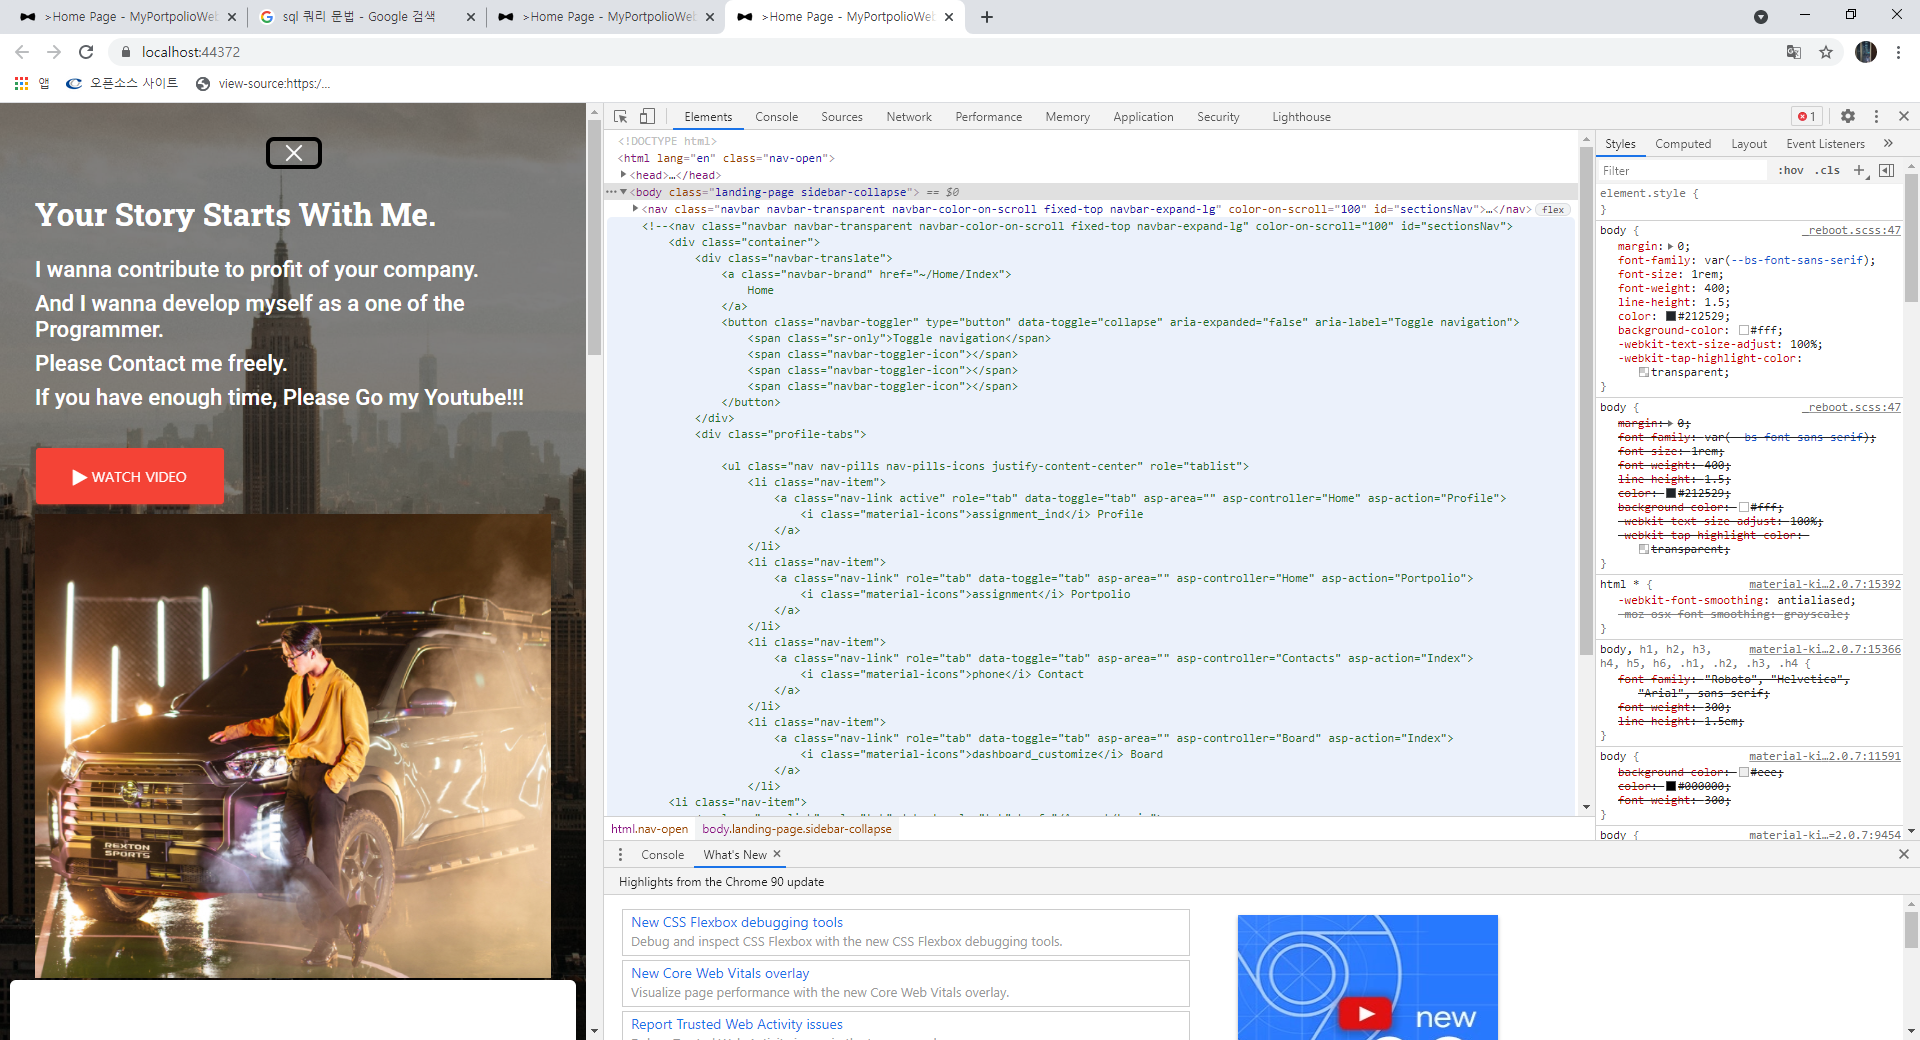 >Home Page - MyPortpolioWeb
sql 쿼리 문법 - Google 검색
>Home Page - MyPortpolioWeb
>Home Page - MyPortpolioWeb
localhost:44372
앱
오픈소스 사이트
view-source:https:/...
Your Story Starts With Me.
I wanna contribute to profit of your company.
And I wanna develop myself as a one of the
Programmer.
Please Contact me freely.
If you have enough time, Please Go my Youtube!!!
WATCH VIDEO
REXTON
SPORTS
Elements
Console
Sources
Network
Performance
Memory
Application
Security
Lighthouse
1
<!DOCTYPE html>
<html lang="en" class="nav-open">
<head>…</head>
<body class="landing-page sidebar-collapse"> == $0
<nav class="navbar navbar-transparent navbar-color-on-scroll fixed-top navbar-expand-lg" color-on-scroll="100" id="sectionsNav">…</nav> flex
<!--<nav class="navbar navbar-transparent navbar-color-on-scroll fixed-top navbar-expand-lg" color-on-scroll="100" id="sectionsNav">
<div class="container">
<div class="navbar-translate">
<a class="navbar-brand" href="~/Home/Index">
Home
</a>
<button class="navbar-toggler" type="button" data-toggle="collapse" aria-expanded="false" aria-label="Toggle navigation">
<span class="sr-only">Toggle navigation</span>
<span class="navbar-toggler-icon"></span>
<span class="navbar-toggler-icon"></span>
<span class="navbar-toggler-icon"></span>
</button>
</div>
<div class="profile-tabs">
<ul class="nav nav-pills nav-pills-icons justify-content-center" role="tablist">
<li class="nav-item">
<a class="nav-link active" role="tab" data-toggle="tab" asp-area="" asp-controller="Home" asp-action="Profile">
<i class="material-icons">assignment_ind</i> Profile
</a>
</li>
<li class="nav-item">
<a class="nav-link" role="tab" data-toggle="tab" asp-area="" asp-controller="Home" asp-action="Portpolio">
<i class="material-icons">assignment</i> Portpolio
</a>
</li>
<li class="nav-item">
<a class="nav-link" role="tab" data-toggle="tab" asp-area="" asp-controller="Contacts" asp-action="Index">
<i class="material-icons">phone</i> Contact
</a>
</li>
<li class="nav-item">
<a class="nav-link" role="tab" data-toggle="tab" asp-area="" asp-controller="Board" asp-action="Index">
<i class="material-icons">dashboard_customize</i> Board
</a>
</li>
<li class="nav-item">
html.nav-open
body.landing-page.sidebar-collapse
Styles
Computed
Layout
Event Listeners
Filter
:hov .cls
element.style {
}
body {
_reboot.scss:47
margin: 0;
font-family: var(--bs-font-sans-serif);
font-size: 1rem;
font-weight: 400;
line-height: 1.5;
color: #212529;
background-color: #fff;
-webkit-text-size-adjust: 100%;
-webkit-tap-highlight-color:
transparent;
}
body {
_reboot.scss:47
margin: 0;
font-family: var(--bs-font-sans-serif);
font-size: 1rem;
font-weight: 400;
line-height: 1.5;
color: #212529;
background-color: #fff;
-webkit-text-size-adjust: 100%;
-webkit-tap-highlight-color:
transparent;
}
html * {
material-ki…2.0.7:15392
-webkit-font-smoothing: antialiased;
-moz-osx-font-smoothing: grayscale;
}
body, h1, h2, h3,
material-ki…2.0.7:15366
h4, h5, h6, .h1, .h2, .h3, .h4 {
font-family: "Roboto", "Helvetica",
"Arial", sans-serif;
font-weight: 300;
line-height: 1.5em;
}
body {
material-ki…2.0.7:11591
background-color: #eee;
color: #000000;
font-weight: 300;
}
body {
material-ki…=2.0.7:9454
Console
What's New
Highlights from the Chrome 90 update
New CSS Flexbox debugging tools
Debug and inspect CSS Flexbox with the new CSS Flexbox debugging tools.
New Core Web Vitals overlay
Visualize page performance with the new Core Web Vitals overlay.
Report Trusted Web Activity issues
new